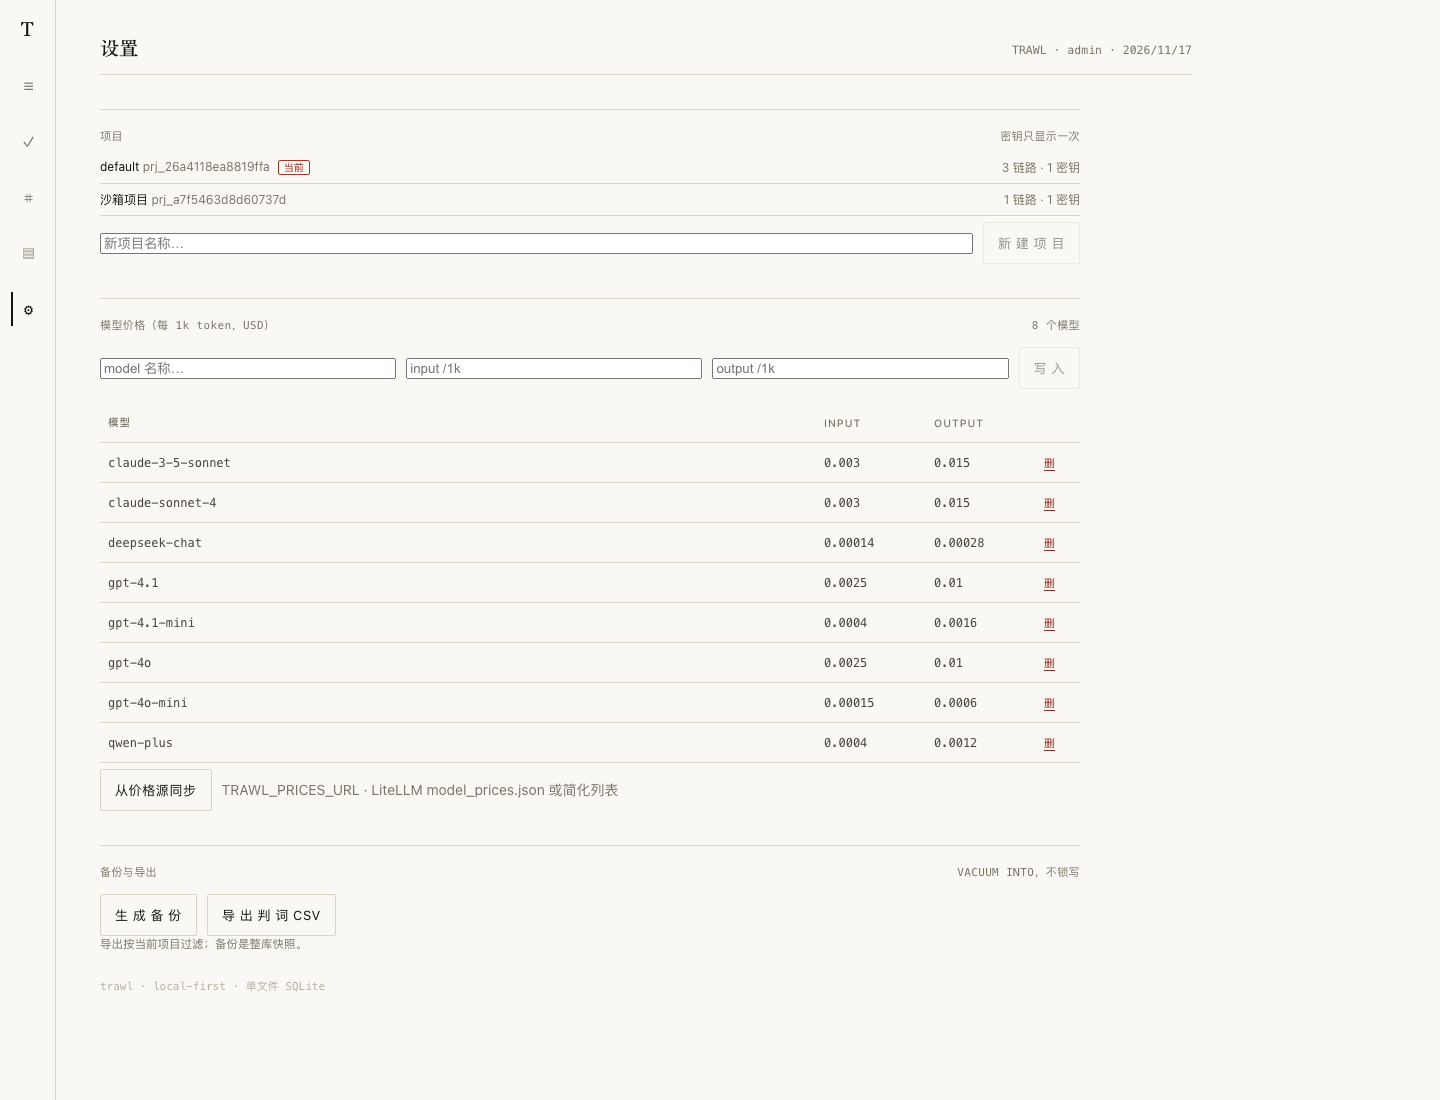 T
设置
TRAWL · admin · 2026/11/17
项目
密钥只显示一次
default prj_26a4118ea8819ffa 当前
3 链路 · 1 密钥
沙箱项目 prj_a7f5463d8d60737d
1 链路 · 1 密钥
新项目名称…
新建项目
模型价格（每 1k token，USD）
8 个模型
model 名称…
input /1k
output /1k
写入
模型 INPUT OUTPUT
claude-3-5-sonnet 0.003 0.015 删
claude-sonnet-4 0.003 0.015 删
deepseek-chat 0.00014 0.00028 删
gpt-4.1 0.0025 0.01 删
gpt-4.1-mini 0.0004 0.0016 删
gpt-4o 0.0025 0.01 删
gpt-4o-mini 0.00015 0.0006 删
qwen-plus 0.0004 0.0012 删
从价格源同步
TRAWL_PRICES_URL · LiteLLM model_prices.json 或简化列表
备份与导出
VACUUM INTO，不锁写
生成备份
导出判词 CSV
导出按当前项目过滤；备份是整库快照。
trawl · local-first · 单文件 SQLite